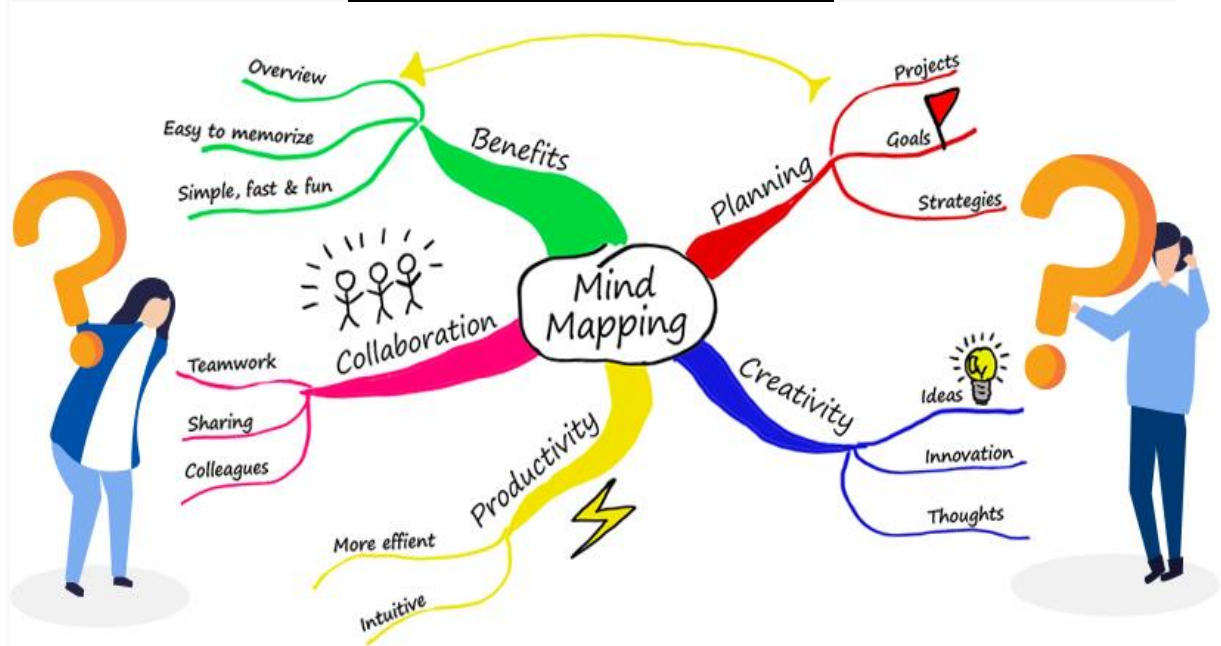 Mind
Mapping
Benefits
Overview
Easy to memorize
Simple, fast & fun
Planning
Projects
Goals
Strategies
Collaboration
Teamwork
Sharing
Colleagues
Creativity
Ideas
Innovation
Thoughts
Productivity
More effient
Intuitive